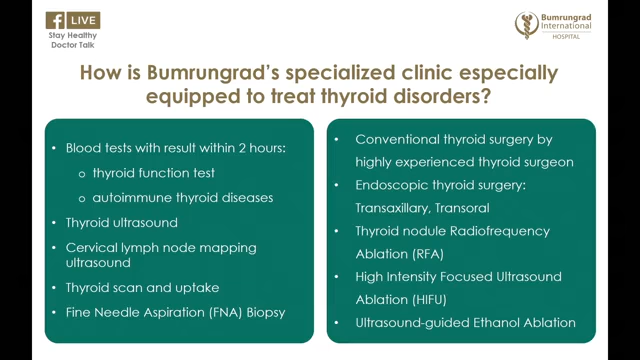 f LIVE
Stay Healthy
Doctor Talk
Bumrungrad
International
HOSPITAL
How is Bumrungrad's specialized clinic especially
equipped to treat thyroid disorders?
• Blood tests with result within 2 hours:
o thyroid function test
o autoimmune thyroid diseases
• Thyroid ultrasound
• Cervical lymph node mapping
ultrasound
• Thyroid scan and uptake
• Fine Needle Aspiration (FNA) Biopsy
• Conventional thyroid surgery by
highly experienced thyroid surgeon
• Endoscopic thyroid surgery:
Transaxillary, Transoral
• Thyroid nodule Radiofrequency
Ablation (RFA)
• High Intensity Focused Ultrasound
Ablation (HIFU)
• Ultrasound-guided Ethanol Ablation